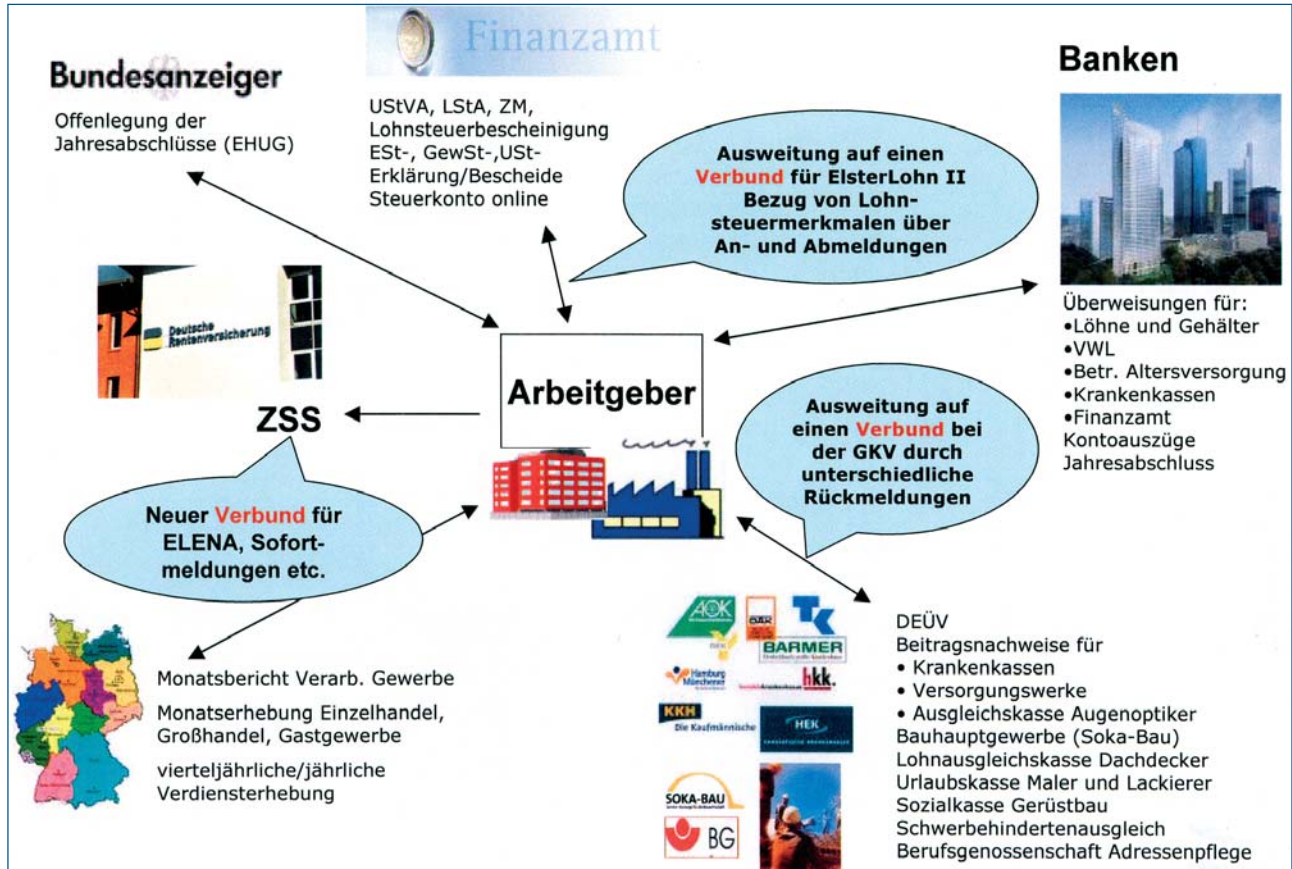 Bundesanzeiger
Offenlegung der
Jahresabschlüsse (EHUG)
Finanzamt
UStVA, LStA, ZM,
Lohnsteuerbescheinigung
ESt-, GewSt-,USt-
Erklärung/Bescheide
Steuerkonto online
Ausweitung auf einen
Verbund für ElsterLohn II
Bezug von Lohn-
steuermerkmalen über
An- und Abmeldungen
Banken
Überweisungen für:
•Löhne und Gehälter
•VWL
•Betr. Altersversorgung
•Krankenkassen
•Finanzamt
Kontoauszüge
Jahresabschluss
Deutsche
Rentenversicherung
ZSS
Arbeitgeber
Ausweitung auf
einen Verbund bei
der GKV durch
unterschiedliche
Rückmeldungen
Neuer Verbund für
ELENA, Sofort-
meldungen etc.
Monatsbericht Verarb. Gewerbe
Monatserhebung Einzelhandel,
Großhandel, Gastgewerbe
vierteljährliche/jährliche
Verdiensterhebung
AOK
DAK
TK
BARMER
Hamburg
Münchener
hkk.
KKH
Die Kaufmännische
HEK
SOKA-BAU
BG
DEÜV
Beitragsnachweise für
• Krankenkassen
• Versorgungswerke
• Ausgleichskasse Augenoptiker
Bauhauptgewerbe (Soka-Bau)
Lohnausgleichskasse Dachdecker
Urlaubskasse Maler und Lackierer
Sozialkasse Gerüstbau
Schwerbehindertenausgleich
Berufsgenossenschaft Adressenpflege